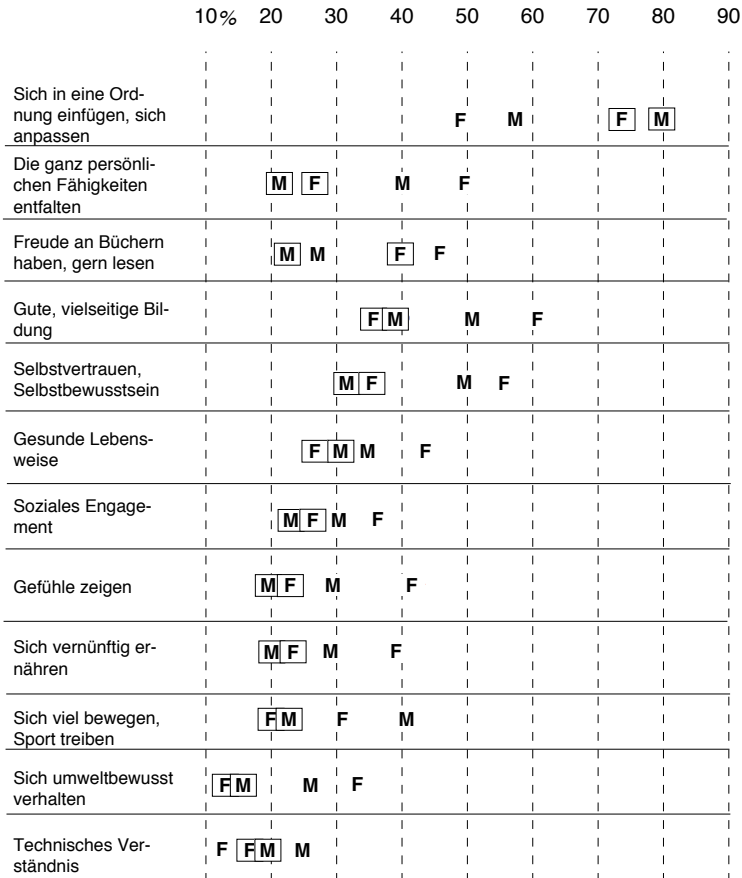 10% 20 30 40 50 60 70 80 90
Sich in eine Ord-
nung einfügen, sich
anpassen
F M F M
Die ganz persönli-
chen Fähigkeiten
entfalten
M F M F
Freude an Büchern
haben, gern lesen
M M F F
Gute, vielseitige Bil-
dung
F M M F
Selbstvertrauen,
Selbstbewusstsein
M F M F
Gesunde Lebens-
weise
F M M F
Soziales Engage-
ment
M F M F
Gefühle zeigen
M F M F
Sich vernünftig er-
nähren
M F M F
Sich viel bewegen,
Sport treiben
F M F M
Sich umweltbewusst
verhalten
F M M F
Technisches Ver-
ständnis
F F M M